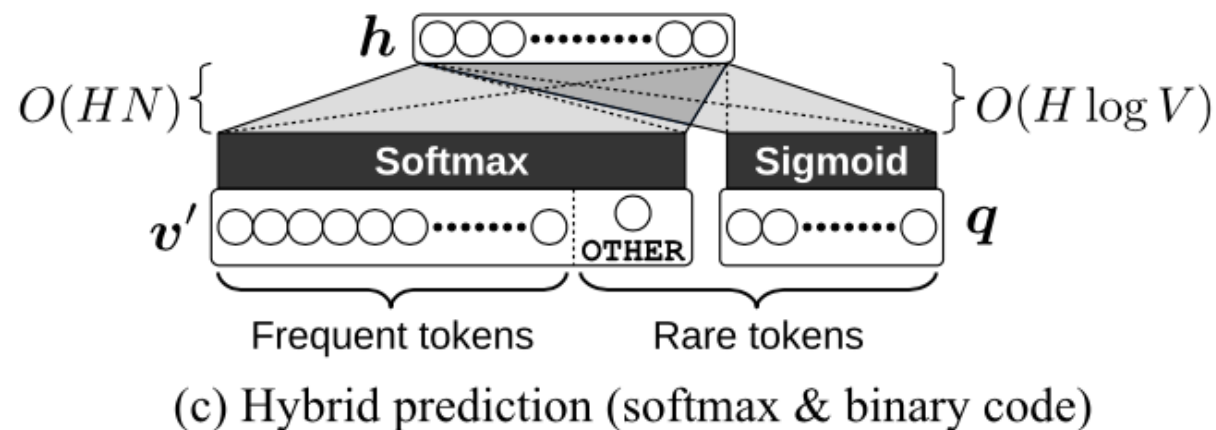 h
O(HN) O(H log V)
Softmax Sigmoid
v′ OTHER q
Frequent tokens Rare tokens
(c) Hybrid prediction (softmax & binary code)